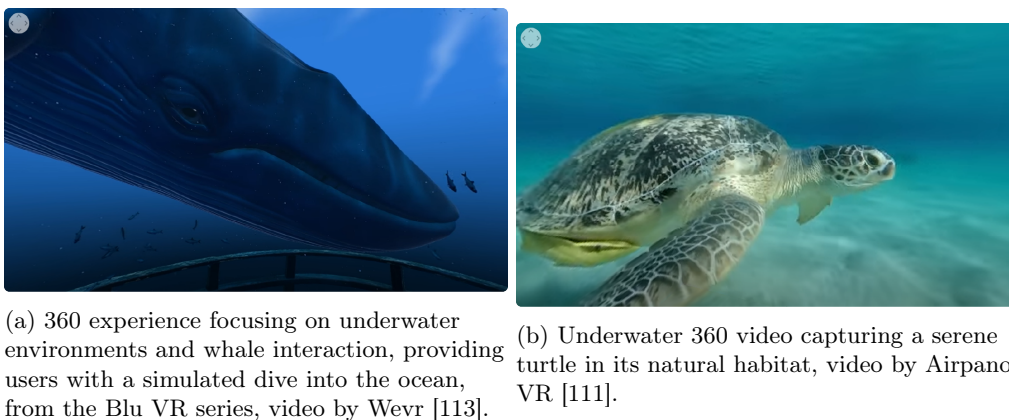 (a) 360 experience focusing on underwater
environments and whale interaction, providing
users with a simulated dive into the ocean,
from the Blu VR series, video by Wevr [113].
(b) Underwater 360 video capturing a serene
turtle in its natural habitat, video by Airpano
VR [111].